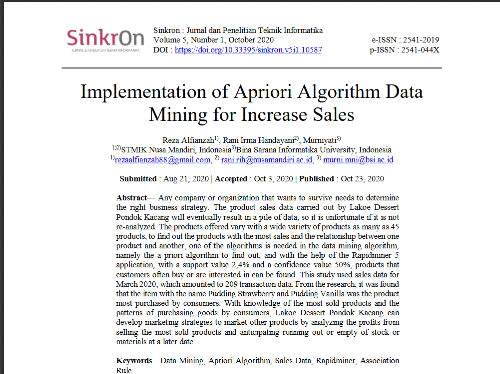 SinkrOn
Sinkron : Jurnal dan Penelitian Teknik Informatika
Volume 5, Number 1, October 2020
e-ISSN : 2541-2019
DOI : https://doi.org/10.33395/sinkron.v5i1.10587
p-ISSN : 2541-044X
Implementation of Apriori Algorithm Data
Mining for Increase Sales
Reza Alfianzah1), Rani Irma Handayani2), Murniyati3)
1)2)STMIK Nusa Mandiri, Indonesia 3)Bina Sarana Informatika University, Indonesia
1)rezaalfianzah88@gmail.com, 2) rani.rih@nusamandiri.ac.id, 3) murni.mni@bsi.ac.id
Submitted : Aug 21, 2020 | Accepted : Oct 3, 2020 | Published : Oct 23, 2020
Abstract— Any company or organization that wants to survive needs to determine
the right business strategy. The product sales data carried out by Lakoe Dessert
Pondok Kacang will eventually result in a pile of data, so it is unfortunate if it is not
re-analyzed. The products offered vary with a wide variety of products as many as 45
products, to find out the products with the most sales and the relationship between one
product and another, one of the algorithms is needed in the data mining algorithm,
namely the a priori algorithm to find out, and with the help of the Rapidminer 5
application, with a support value 2,4% and a confidence value 50%, products that
customers often buy or are interested in can be found. This study used sales data for
March 2020, which amounted to 209 transaction data. From the research, it was found
that the item with the name Pudding Strawberry and Pudding Vanilla was the product
most purchased by consumers. With knowledge of the most sold products and the
patterns of purchasing goods by consumers, Lakoe Dessert Pondok Kacang can
develop marketing strategies to market other products by analyzing the profits from
selling the most sold products and anticipating running out or empty of stock or
materials at a later date.
Keywords Data Mining, Apriori Algorithm, Sales Data, Rapidminer, Association
Rule